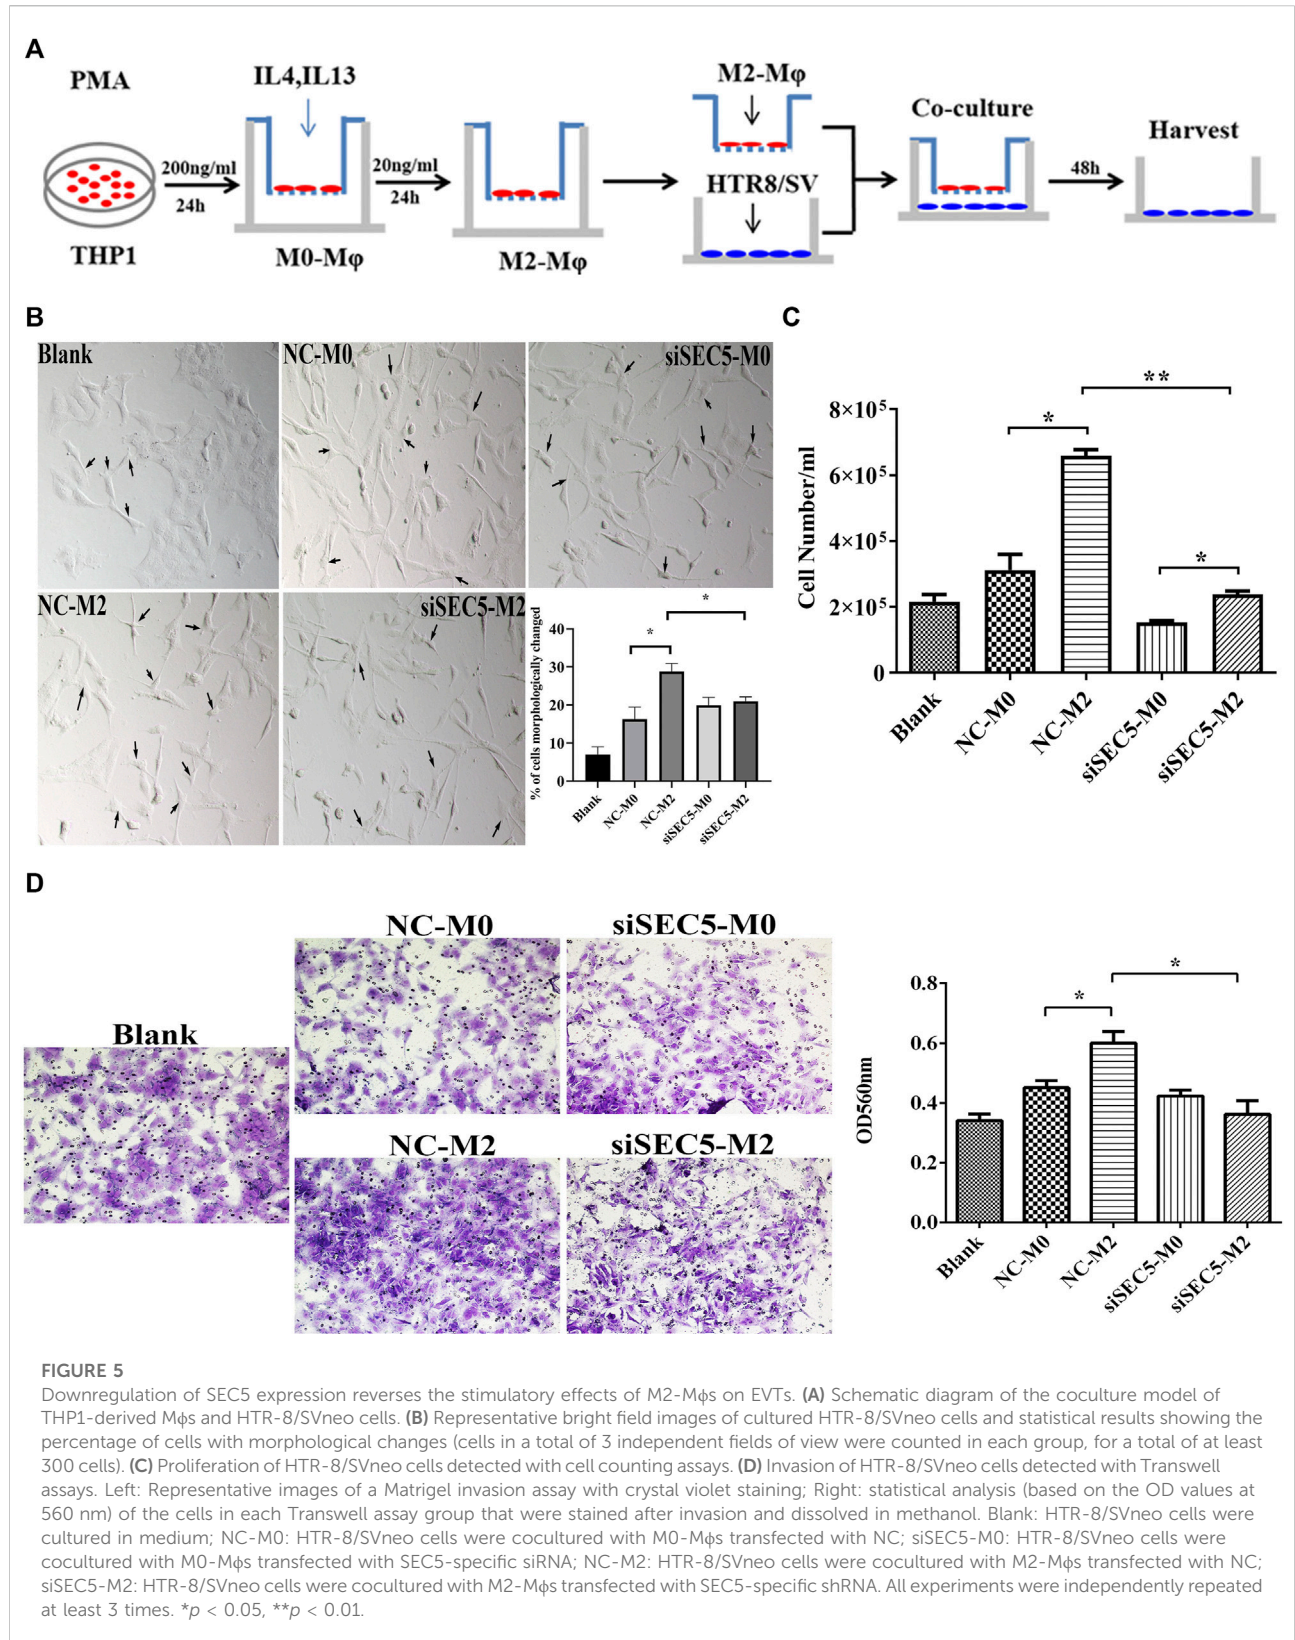 A
PMA
THP1
200ng/ml
24h
IL4,IL13
M0-Mφ
20ng/ml
24h
M2-Mφ
M2-Mφ
HTR8/SV
Co-culture
48h
Harvest
B
Blank
NC-M0
siSEC5-M0
NC-M2
siSEC5-M2
% of cells morphologically changed
40
30
20
10
0
*
*
Blank
NC-M0
NC-M2
siSEC5-M0
siSEC5-M2
C
Cell Number/ml
8×10⁵
6×10⁵
4×10⁵
2×10⁵
0
*
**
*
Blank
NC-M0
NC-M2
siSEC5-M0
siSEC5-M2
D
Blank
NC-M0
siSEC5-M0
NC-M2
siSEC5-M2
OD560nm
0.8
0.6
0.4
0.2
0.0
*
*
Blank
NC-M0
NC-M2
siSEC5-M0
siSEC5-M2
FIGURE 5
Downregulation of SEC5 expression reverses the stimulatory effects of M2-Mϕs on EVTs. (A) Schematic diagram of the coculture model of
THP1-derived Mϕs and HTR-8/SVneo cells. (B) Representative bright field images of cultured HTR-8/SVneo cells and statistical results showing the
percentage of cells with morphological changes (cells in a total of 3 independent fields of view were counted in each group, for a total of at least
300 cells). (C) Proliferation of HTR-8/SVneo cells detected with cell counting assays. (D) Invasion of HTR-8/SVneo cells detected with Transwell
assays. Left: Representative images of a Matrigel invasion assay with crystal violet staining; Right: statistical analysis (based on the OD values at
560 nm) of the cells in each Transwell assay group that were stained after invasion and dissolved in methanol. Blank: HTR-8/SVneo cells were
cultured in medium; NC-M0: HTR-8/SVneo cells were cocultured with M0-Mϕs transfected with NC; siSEC5-M0: HTR-8/SVneo cells were
cocultured with M0-Mϕs transfected with SEC5-specific siRNA; NC-M2: HTR-8/SVneo cells were cocultured with M2-Mϕs transfected with NC;
siSEC5-M2: HTR-8/SVneo cells were cocultured with M2-Mϕs transfected with SEC5-specific shRNA. All experiments were independently repeated
at least 3 times. *p < 0.05, **p < 0.01.